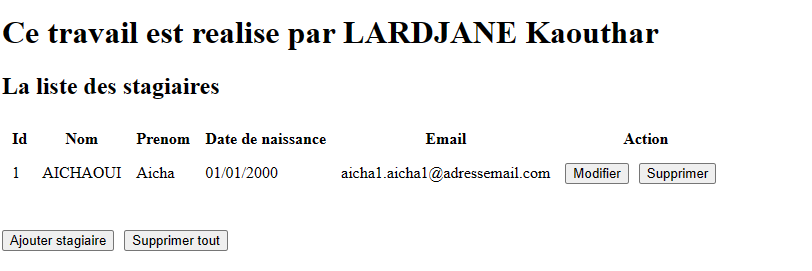 Ce travail est realise par LARDJANE Kaouthar
La liste des stagiaires
Id Nom Prenom Date de naissance Email Action
1 AICHAOUI Aicha 01/01/2000 aicha1.aicha1@adressemail.com Modifier Supprimer
Ajouter stagiaire Supprimer tout